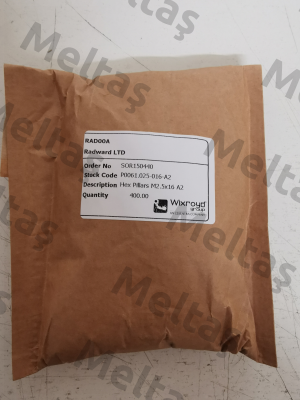 Meltaş
RAD00A
Radward LTD
Order No SOR150440
Stock Code P0061.025-016-A2
Description Hex Pillars M2.5x16 A2
Quantity 400.00
Wixroyd
group